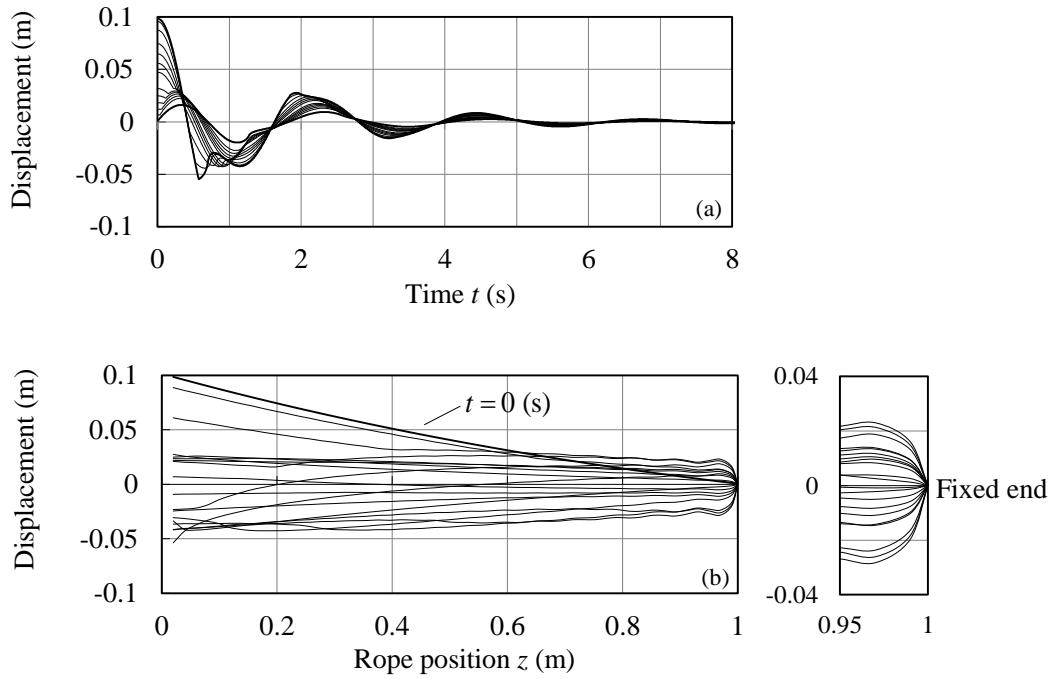 0.1
0.05
0
-0.05
-0.1
Displacement (m)
(a)
0 2 4 6 8
Time t (s)
0.1
0.05
0
-0.05
-0.1
Displacement (m)
t = 0 (s)
(b)
0 0.2 0.4 0.6 0.8 1
Rope position z (m)
0.04
0
-0.04
Fixed end
0.95 1